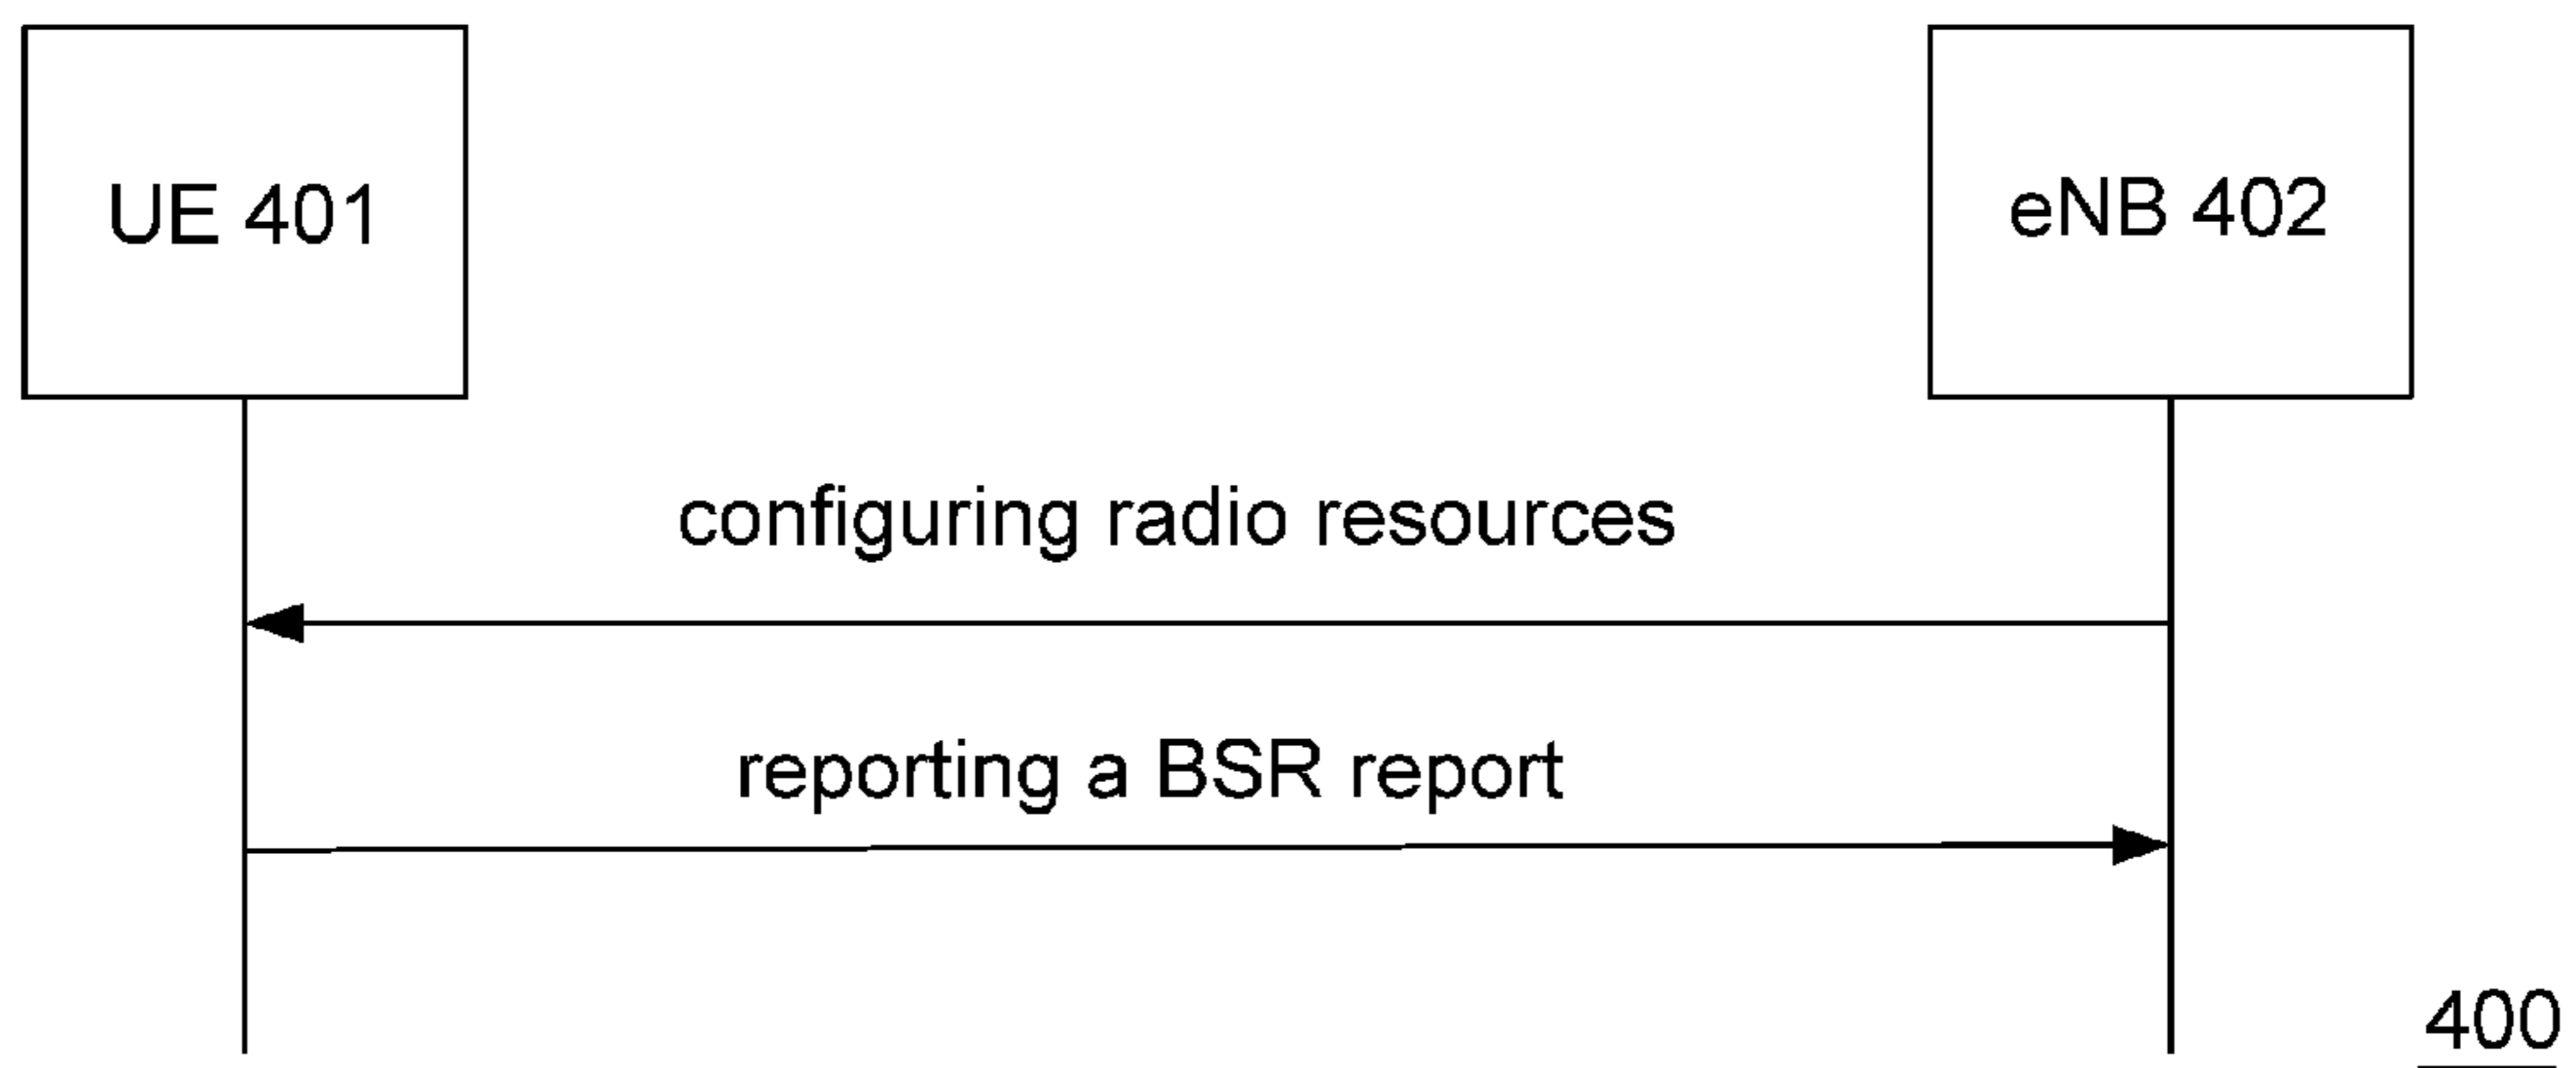 UE 401
eNB 402
configuring radio resources
reporting a BSR report
400